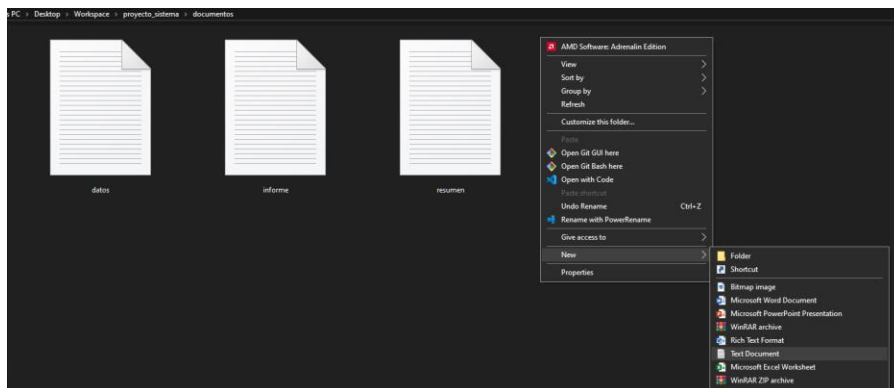 s PC > Desktop > Workspace > proyecto_sistema > documentos
datos
informe
resumen
AMD Software: Adrenalin Edition
View
Sort by
Group by
Refresh
Customize this folder...
Paste
Open Git GUI here
Open Git Bash here
Open with Code
Paste shortcut
Undo Rename Ctrl+Z
Rename with PowerRename
Give access to
New
Properties
Folder
Shortcut
Bitmap image
Microsoft Word Document
Microsoft PowerPoint Presentation
WinRAR archive
Rich Text Format
Text Document
Microsoft Excel Worksheet
WinRAR ZIP archive